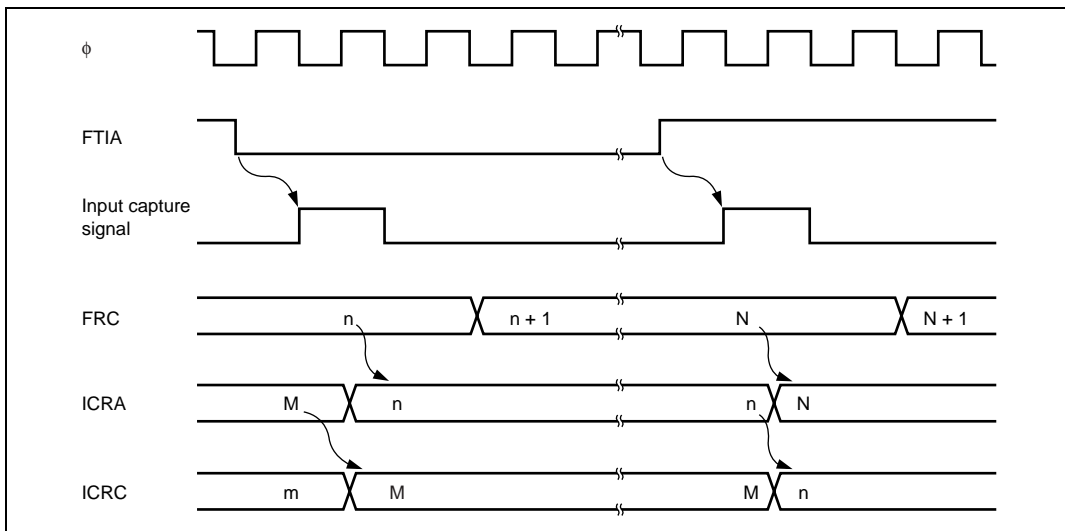 ϕ
FTIA
Input capture
signal
FRC n n + 1 N N + 1
ICRA M n n N
ICRC m M M n